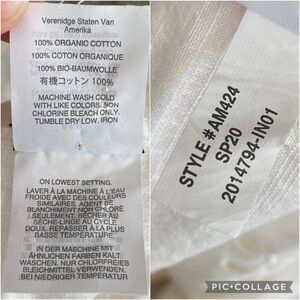 Verenidge Staten Van
Amerika
100% ORGANIC COTTON
100% COTON ORGANIQUE
100% BIO-BAUMWOLLE
有機コットン 100%
MACHINE WASH COLD
WITH LIKE COLORS. NON
CHLORINE BLEACH ONLY.
TUMBLE DRY LOW. IRON
ON LOWEST SETTING.
LAVER À LA MACHINE À L'EAU
FROIDE AVEC DES COULEURS
SIMILAIRES. AGENT DE
BLANCHIMENT NON CHLORÉ
SEULEMENT. SÉCHER AU
SÈCHE-LINGE AU CYCLE
DOUX. REPASSER À LA PLUS
BASSE TEMPÉRATURE.
IN DER MASCHINE MIT
ÄHNLICHEN FARBEN KALT
WASCHEN. NUR CHLORFREIES
BLEICHMITTEL VERWENDEN.
BEI NIEDRIGER TEMPERATUR
STYLE #AM424
SP20
2014794-IN01
PIC•COLLAGE